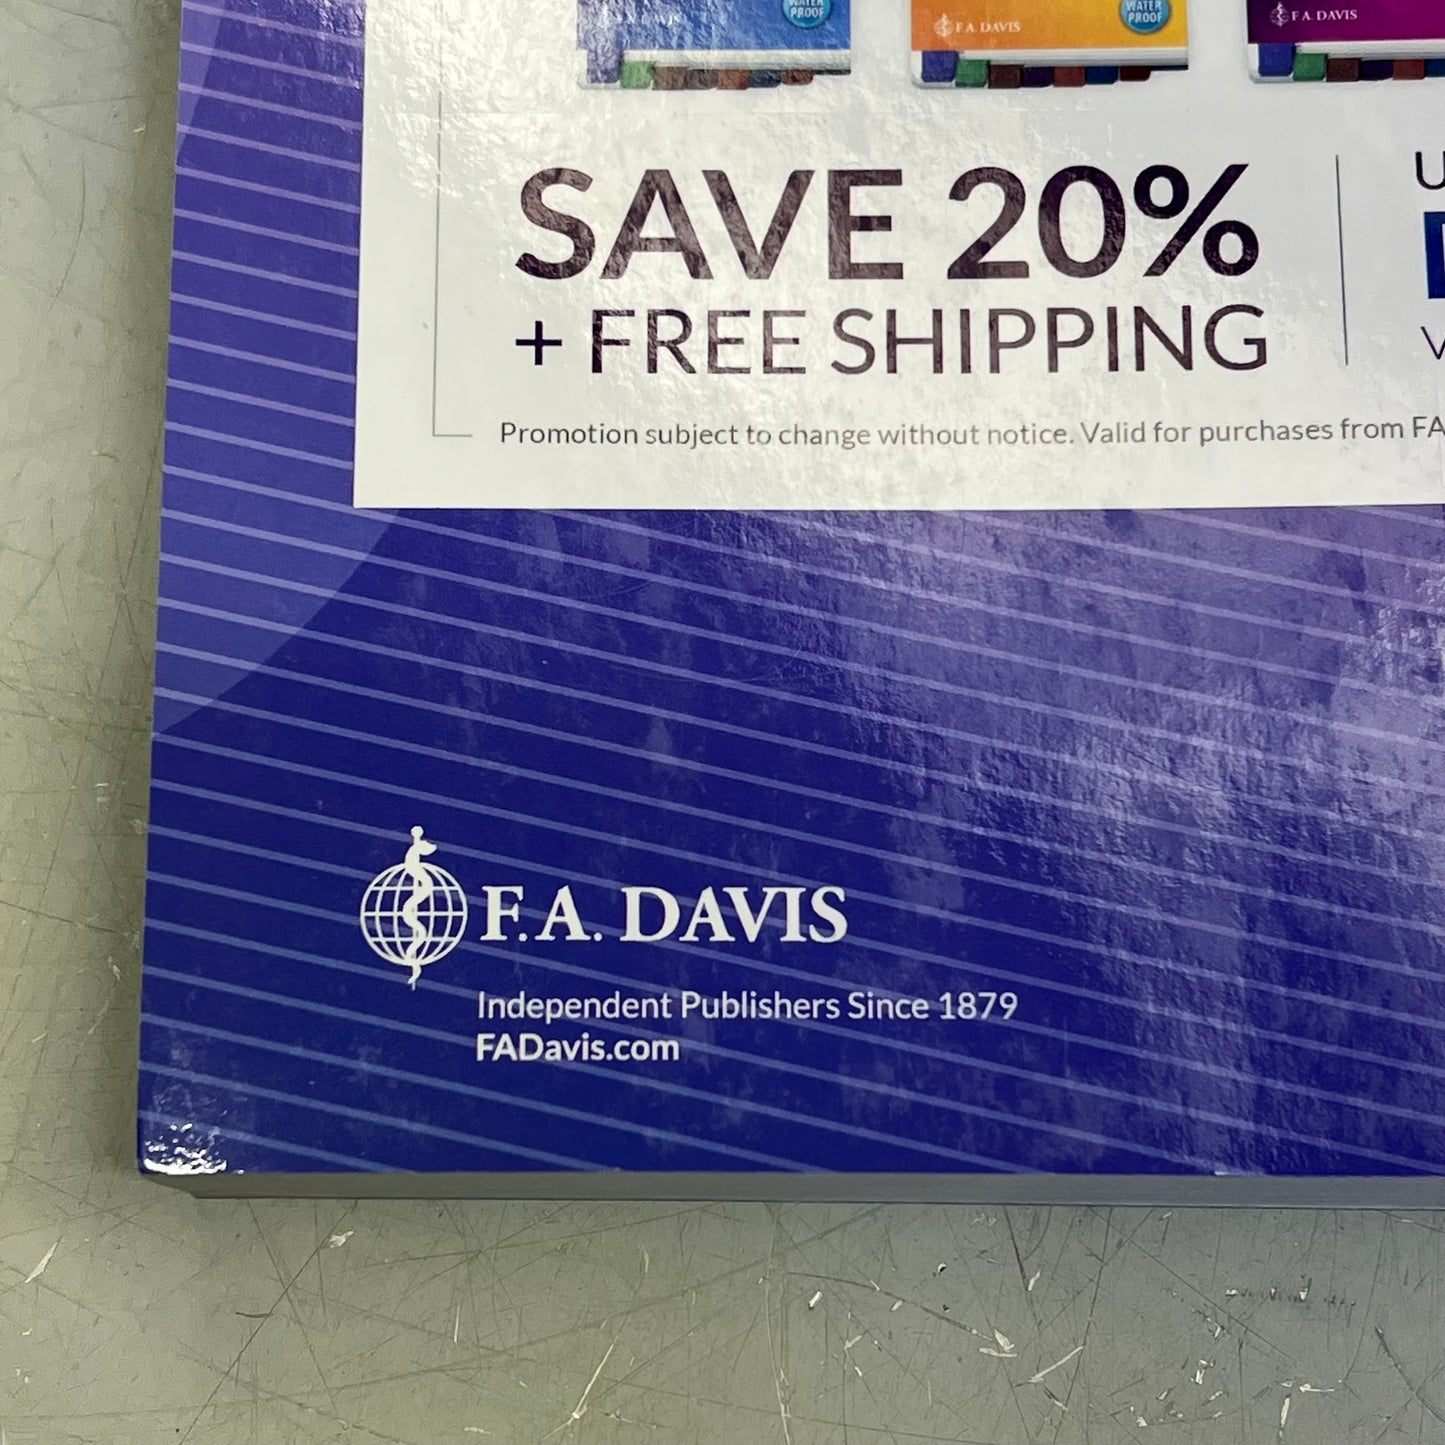 F.A. DAVIS
WATER
PROOF
F.A. DAVIS
WATER
PROOF
F.A. DAVIS
SAVE 20%
+ FREE SHIPPING
Promotion subject to change without notice. Valid for purchases from FA
F.A. DAVIS
Independent Publishers Since 1879
FADavis.com